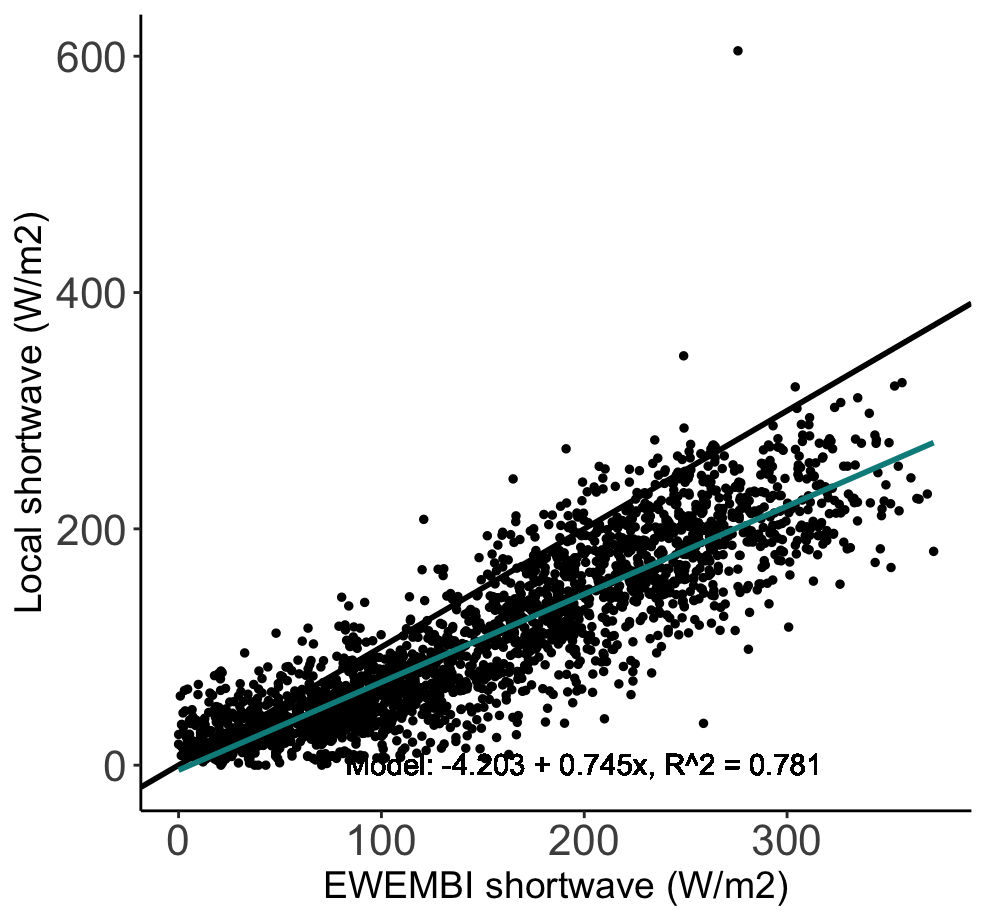 600
400
200
0
Local shortwave (W/m2)
Model: -4.203 + 0.745x, R^2 = 0.781
0 100 200 300
EWEMBI shortwave (W/m2)